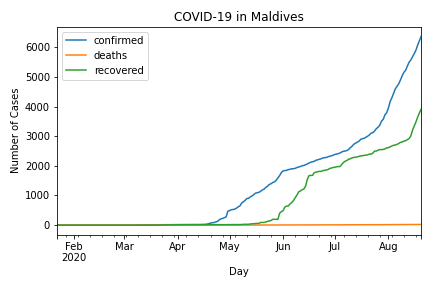 COVID-19 in Maldives
confirmed
deaths
recovered
Number of Cases
6000
5000
4000
3000
2000
1000
0
Feb Mar Apr May Jun Jul Aug
2020
Day